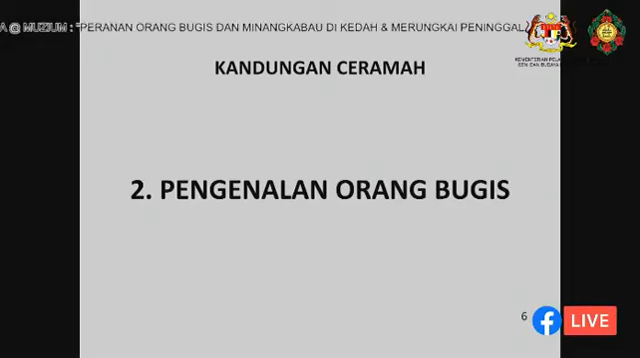 A @ MUZIUM : "PERANAN ORANG BUGIS DAN MINANGKABAU DI KEDAH & MERUNGKAI PENINGGAL
KANDUNGAN CERAMAH
2. PENGENALAN ORANG BUGIS
6
LIVE